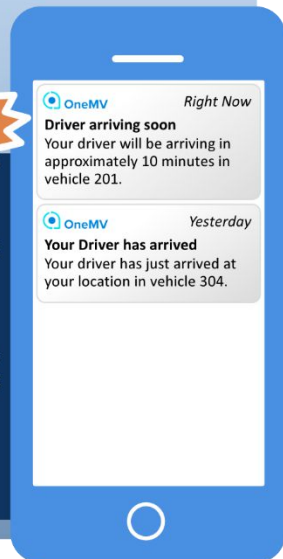 OneMV Right Now
Driver arriving soon
Your driver will be arriving in
approximately 10 minutes in
vehicle 201.
OneMV Yesterday
Your Driver has arrived
Your driver has just arrived at
your location in vehicle 304.